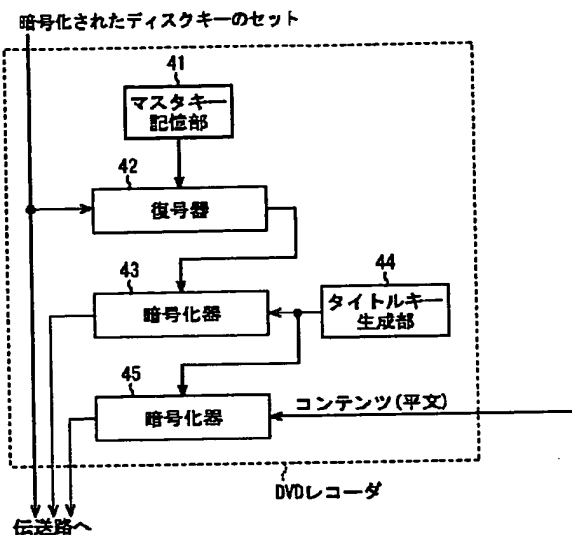 暗号化されたディスクキーのセット
41
マスタキー
記憶部
42
復号器
43
暗号化器
44
タイトルキー
生成部
45
暗号化器
コンテンツ(平文)
DVDレコーダ
伝送路へ